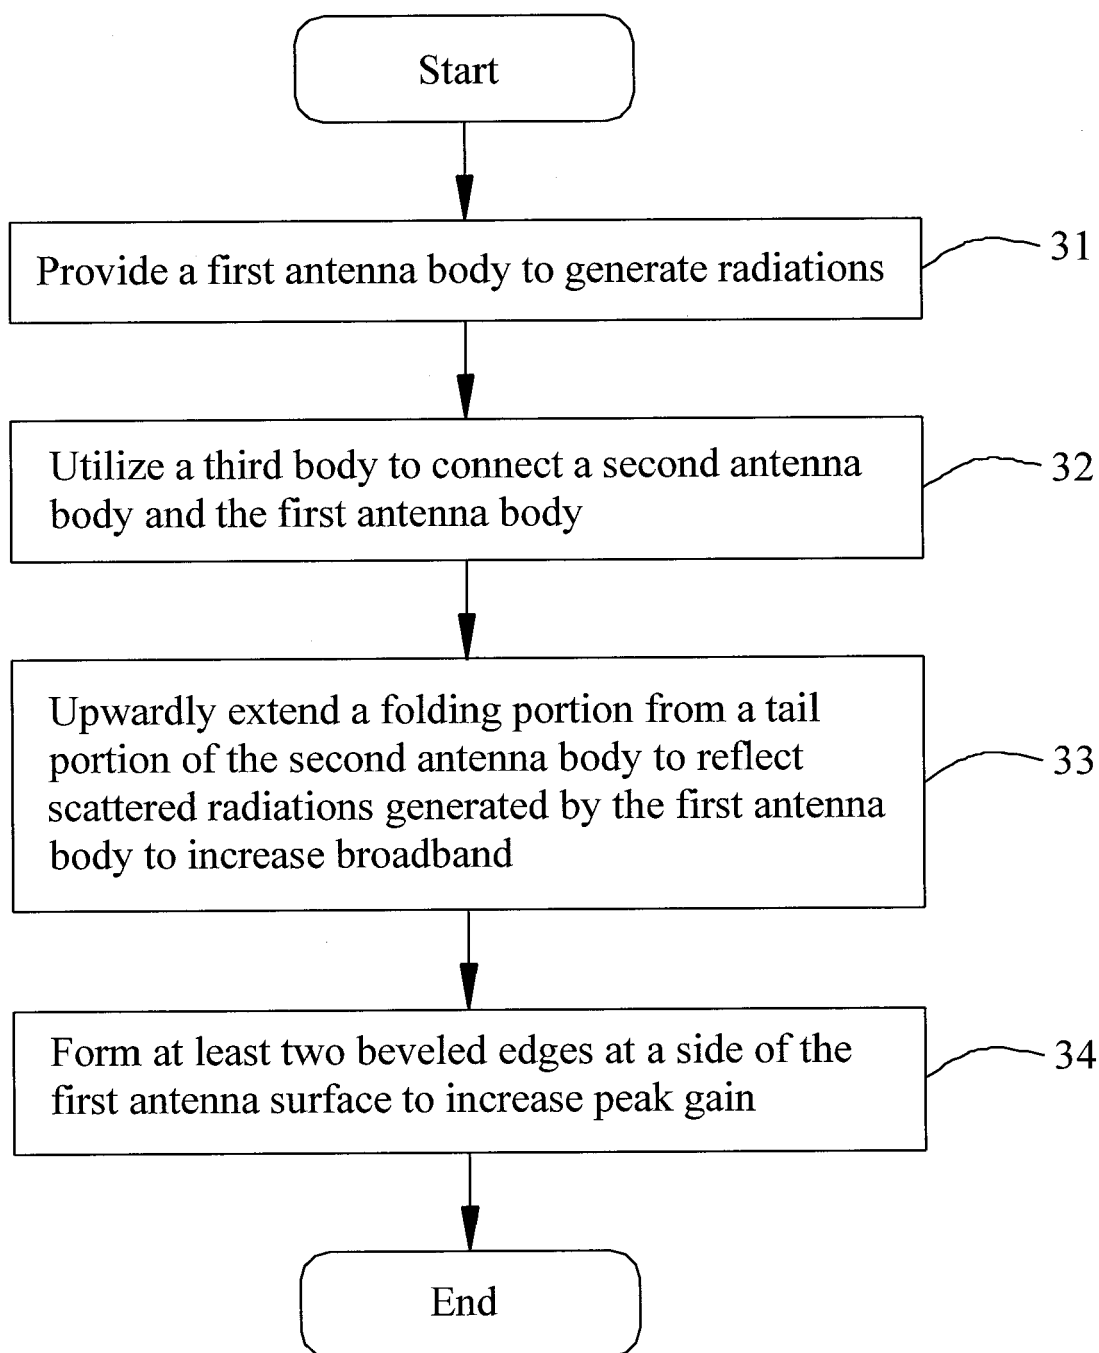 Start
Provide a first antenna body to generate radiations
31
Utilize a third body to connect a second antenna
body and the first antenna body
32
Upwardly extend a folding portion from a tail
portion of the second antenna body to reflect
scattered radiations generated by the first antenna
body to increase broadband
33
Form at least two beveled edges at a side of the
first antenna surface to increase peak gain
34
End